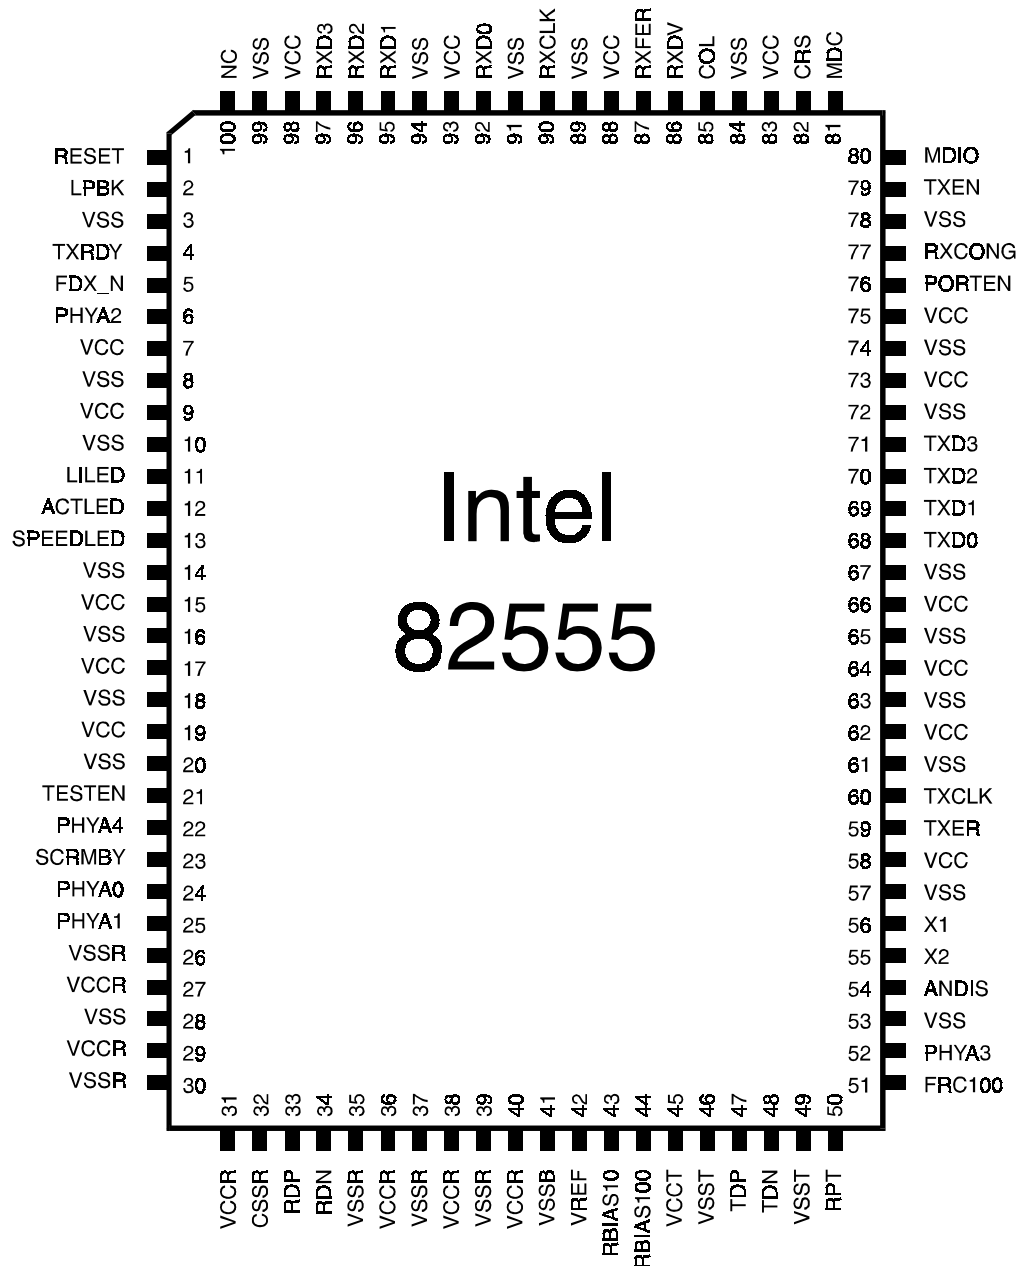 NC VSS VCC RXD3 RXD2 RXD1 VSS VCC RXD0 VSS RXCLK VSS VCC RXFER RXDV COL VSS VCC CRS MDC
100 99 98 97 96 95 94 93 92 91 90 89 88 87 86 85 84 83 82 81
RESET 1 80 MDIO
LPBK 2 79 TXEN
VSS 3 78 VSS
TXRDY 4 77 RXCONG
FDX_N 5 76 PORTEN
PHYA2 6 75 VCC
VCC 7 74 VSS
VSS 8 73 VCC
VCC 9 72 VSS
VSS 10 71 TXD3
LILED 11 70 TXD2
ACTLED 12 69 TXD1
SPEEDLED 13 68 TXD0
VSS 14 67 VSS
VCC 15 66 VCC
VSS 16 65 VSS
VCC 17 64 VCC
VSS 18 63 VSS
VCC 19 62 VCC
VSS 20 61 VSS
TESTEN 21 60 TXCLK
PHYA4 22 59 TXER
SCRMBY 23 58 VCC
PHYA0 24 57 VSS
PHYA1 25 56 X1
VSSR 26 55 X2
VCCR 27 54 ANDIS
VSS 28 53 VSS
VCCR 29 52 PHYA3
VSSR 30 51 FRC100
Intel
82555
31 32 33 34 35 36 37 38 39 40 41 42 43 44 45 46 47 48 49 50
VCCR CSSR RDP RDN VSSR VCCR VSSR VCCR VSSR VCCR VSSB VREF RBIAS10 RBIAS100 VCCT VSST TDP TDN VSST RPT